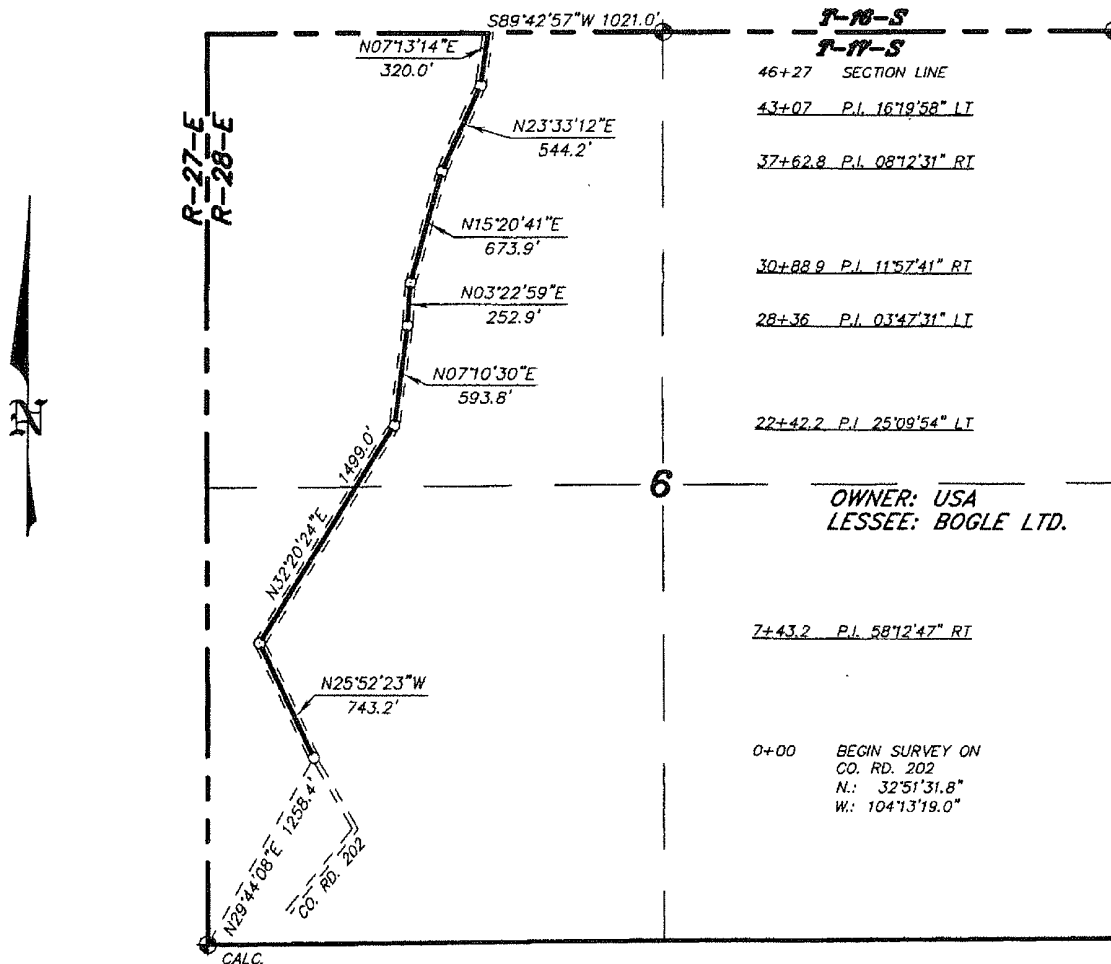 S89°42'57"W 1021.0'
T-16-S
T-17-S
N07°13'14"E
320.0'
46+27 SECTION LINE
43+07 P.I. 16°19'58" LT
N23°33'12"E
544.2'
37+62.8 P.I. 08°12'31" RT
R-27-E
R-28-E
N15°20'41"E
673.9'
30+88.9 P.I. 11°57'41" RT
N03°22'59"E
252.9'
28+36 P.I. 03°47'31" LT
N07°10'30"E
593.8'
22+42.2 P.I. 25°09'54" LT
N
1499.0'
N32°20'24"E
6
OWNER: USA
LESSEE: BOGLE LTD.
7+43.2 P.I. 58°12'47" RT
N25°52'23"W
743.2'
0+00 BEGIN SURVEY ON
CO. RD. 202
N.: 32°51'31.8"
W.: 104°13'19.0"
N29°44'08"E 1258.4'
CO. RD. 202
CALC.